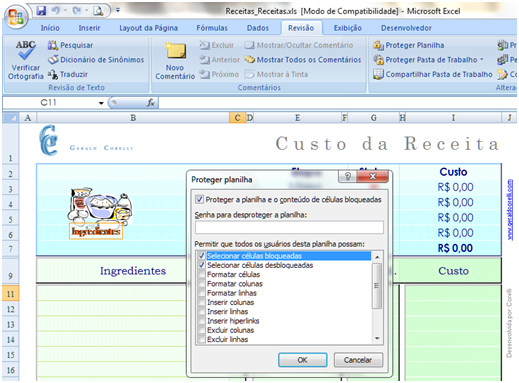 Receitas_Receitas.xls [Modo de Compatibilidade] - Microsoft Excel
Início Inserir Layout da Página Fórmulas Dados Revisão Exibição Desenvolvedor
ABC
Verificar Ortografia
Pesquisar
Dicionário de Sinônimos
Traduzir
Revisão de Texto
Novo Comentário
Excluir
Anterior
Próximo
Mostrar/Ocultar Comentário
Mostrar Todos os Comentários
Mostrar à Tinta
Comentários
Proteger Planilha
Proteger Pasta de Trabalho
Compartilhar Pasta de Trabalho
Pro
Per
Con
Altera
C11
fx
A B C D E F G H I J
1
2
3
4
5
6
7
9
11
12
13
14
15
16
Gerald Corelli
Custo da Receita
Custo
R$ 0,00
R$ 0,00
R$ 0,00
R$ 0,00
R$ 0,00
Ingredientes
Ingredientes
Custo
www.geraldcorelli.com
Desenvolvida por: Corelli
Proteger planilha
Proteger a planilha e o conteúdo de células bloqueadas
Senha para desproteger a planilha:
Permitir que todos os usuários desta planilha possam:
Selecionar células bloqueadas
Selecionar células desbloqueadas
Formatar células
Formatar colunas
Formatar linhas
Inserir colunas
Inserir linhas
Inserir hiperlinks
Excluir colunas
Excluir linhas
OK Cancelar